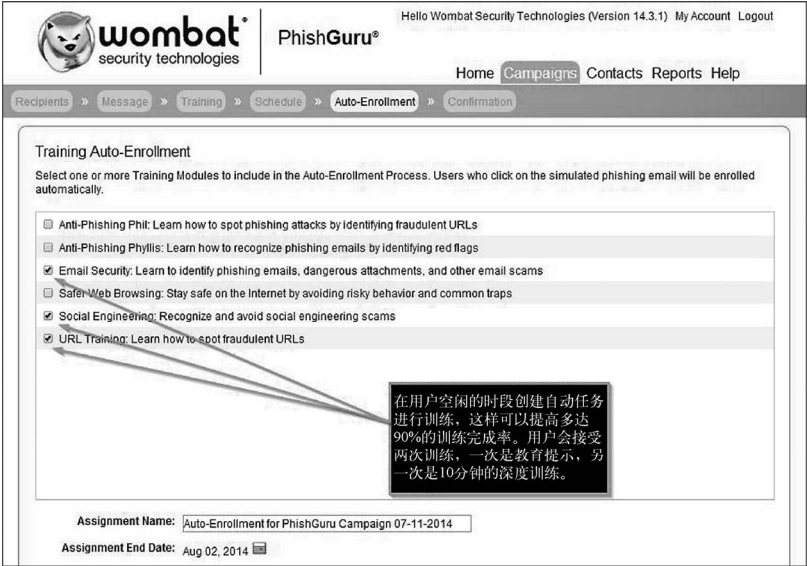 Hello Wombat Security Technologies (Version 14.3.1) My Account Logout
wombat®
security technologies
PhishGuru®
Home Campaigns Contacts Reports Help
Recipients » Message » Training » Schedule » Auto-Enrollment » Confirmation
Training Auto-Enrollment
Select one or more Training Modules to include in the Auto-Enrollment Process. Users who click on the simulated phishing email will be enrolled
automatically.
Anti-Phishing Phil: Learn how to spot phishing attacks by identifying fraudulent URLs
Anti-Phishing Phyllis: Learn how to recognize phishing emails by identifying red flags
Email Security: Learn to identify phishing emails, dangerous attachments, and other email scams
Safer Web Browsing: Stay safe on the Internet by avoiding risky behavior and common traps
Social Engineering: Recognize and avoid social engineering scams
URL Training: Learn how to spot fraudulent URLs
在用户空闲的时段创建自动任务
进行训练，这样可以提高多达
90%的训练完成率。用户会接受
两次训练，一次是教育提示，另
一次是10分钟的深度训练。
Assignment Name: Auto-Enrollment for PhishGuru Campaign 07-11-2014
Assignment End Date: Aug 02, 2014